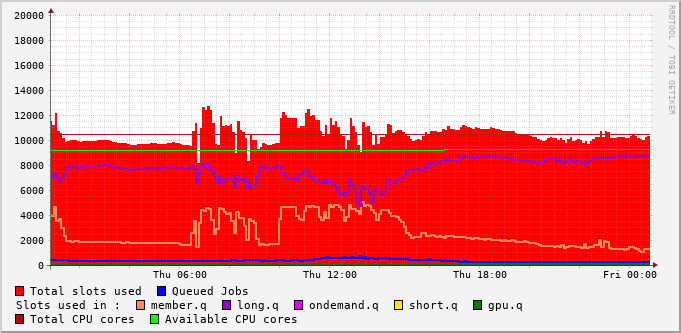 20000
18000
16000
14000
12000
10000
8000
6000
4000
2000
0
Thu 06:00 Thu 12:00 Thu 18:00 Fri 00:00
RRDTOOL / TOBI OETIKER
Total slots used Queued Jobs
Slots used in : member.q long.q ondemand.q short.q gpu.q
Total CPU cores Available CPU cores